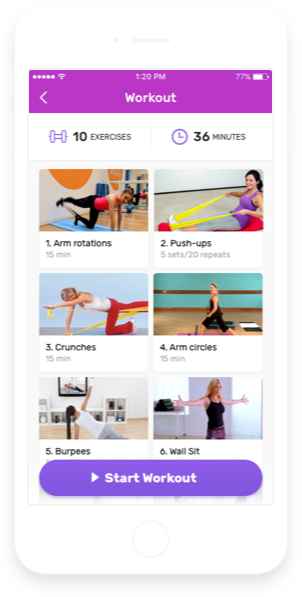 1:20 PM
77%
Workout
10 EXERCISES
36 MINUTES
1. Arm rotations
15 min
2. Push-ups
5 sets/20 repeats
3. Crunches
15 min
4. Arm circles
15 min
5. Burpees
6. Wall Sit
Start Workout